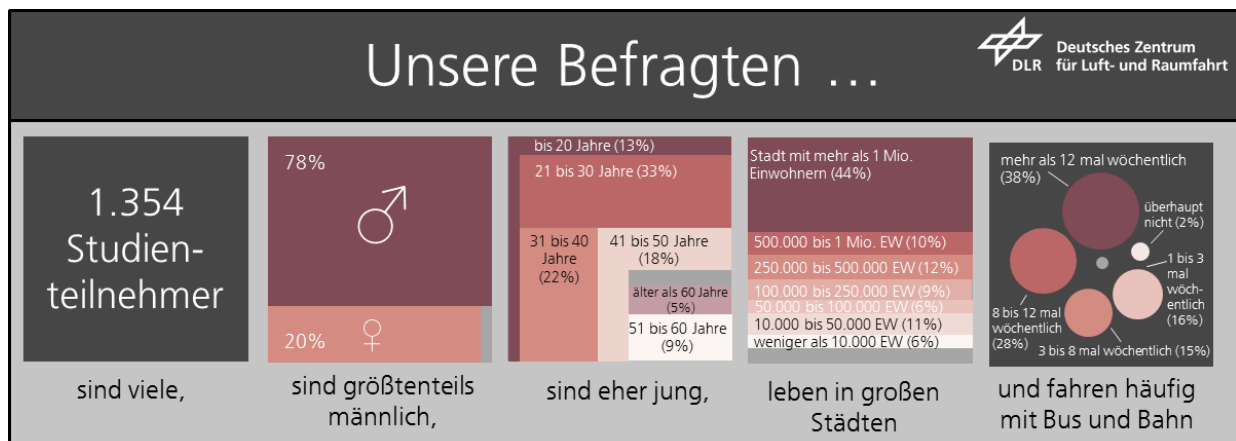 Unsere Befragten ...
DLR
Deutsches Zentrum
für Luft- und Raumfahrt
1.354
Studien-
teilnehmer
sind viele,
78%
20%
sind größtenteils
männlich,
bis 20 Jahre (13%)
21 bis 30 Jahre (33%)
31 bis 40
Jahre
(22%)
41 bis 50 Jahre
(18%)
älter als 60 Jahre
(5%)
51 bis 60 Jahre
(9%)
sind eher jung,
Stadt mit mehr als 1 Mio.
Einwohnern (44%)
500.000 bis 1 Mio. EW (10%)
250.000 bis 500.000 EW (12%)
100.000 bis 250.000 EW (9%)
50.000 bis 100.000 EW (6%)
10.000 bis 50.000 EW (11%)
weniger als 10.000 EW (6%)
leben in großen
Städten
mehr als 12 mal wöchentlich
(38%)
überhaupt
nicht (2%)
1 bis 3
mal
wöch-
entlich
(16%)
8 bis 12 mal
wöchentlich
(28%)
3 bis 8 mal wöchentlich (15%)
und fahren häufig
mit Bus und Bahn